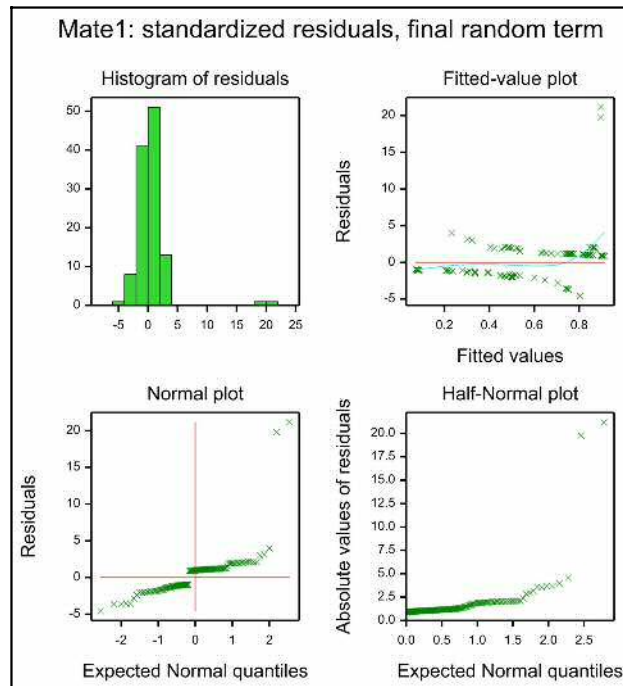 Mate1: standardized residuals, final random term
Histogram of residuals
50
40
30
20
10
0
-5 0 5 10 15 20 25
Fitted-value plot
Residuals
20
15
10
5
0
-5
0.2 0.4 0.6 0.8
Fitted values
Normal plot
Residuals
20
15
10
5
0
-5
-2 -1 0 1 2
Expected Normal quantiles
Half-Normal plot
Absolute values of residuals
20.0
17.5
15.0
12.5
10.0
7.5
5.0
2.5
0.0 0.5 1.0 1.5 2.0 2.5
Expected Normal quantiles